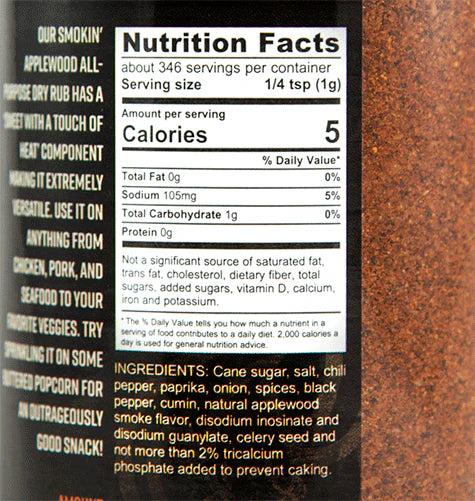 OUR SMOKIN'
APPLEWOOD ALL-
PURPOSE DRY RUB HAS A
SWEET WITH A TOUCH OF
HEAT' COMPONENT
MAKING IT EXTREMELY
VERSATILE. USE IT ON
ANYTHING FROM
CHICKEN, PORK, AND
SEAFOOD TO YOUR
FAVORITE VEGGIES. TRY
SPRINKLING IT ON SOME
BUTTERED POPCORN FOR
AN OUTRAGEOUSLY
GOOD SNACK!
AMOUNT
Nutrition Facts
about 346 servings per container
Serving size 1/4 tsp (1g)
Amount per serving
Calories 5
% Daily Value*
Total Fat 0g 0%
Sodium 105mg 5%
Total Carbohydrate 1g 0%
Protein 0g
Not a significant source of saturated fat,
trans fat, cholesterol, dietary fiber, total
sugars, added sugars, vitamin D, calcium,
iron and potassium.
*The % Daily Value tells you how much a nutrient in a
serving of food contributes to a daily diet. 2,000 calories a
day is used for general nutrition advice.
INGREDIENTS: Cane sugar, salt, chili
pepper, paprika, onion, spices, black
pepper, cumin, natural applewood
smoke flavor, disodium inosinate and
disodium guanylate, celery seed and
not more than 2% tricalcium
phosphate added to prevent caking.